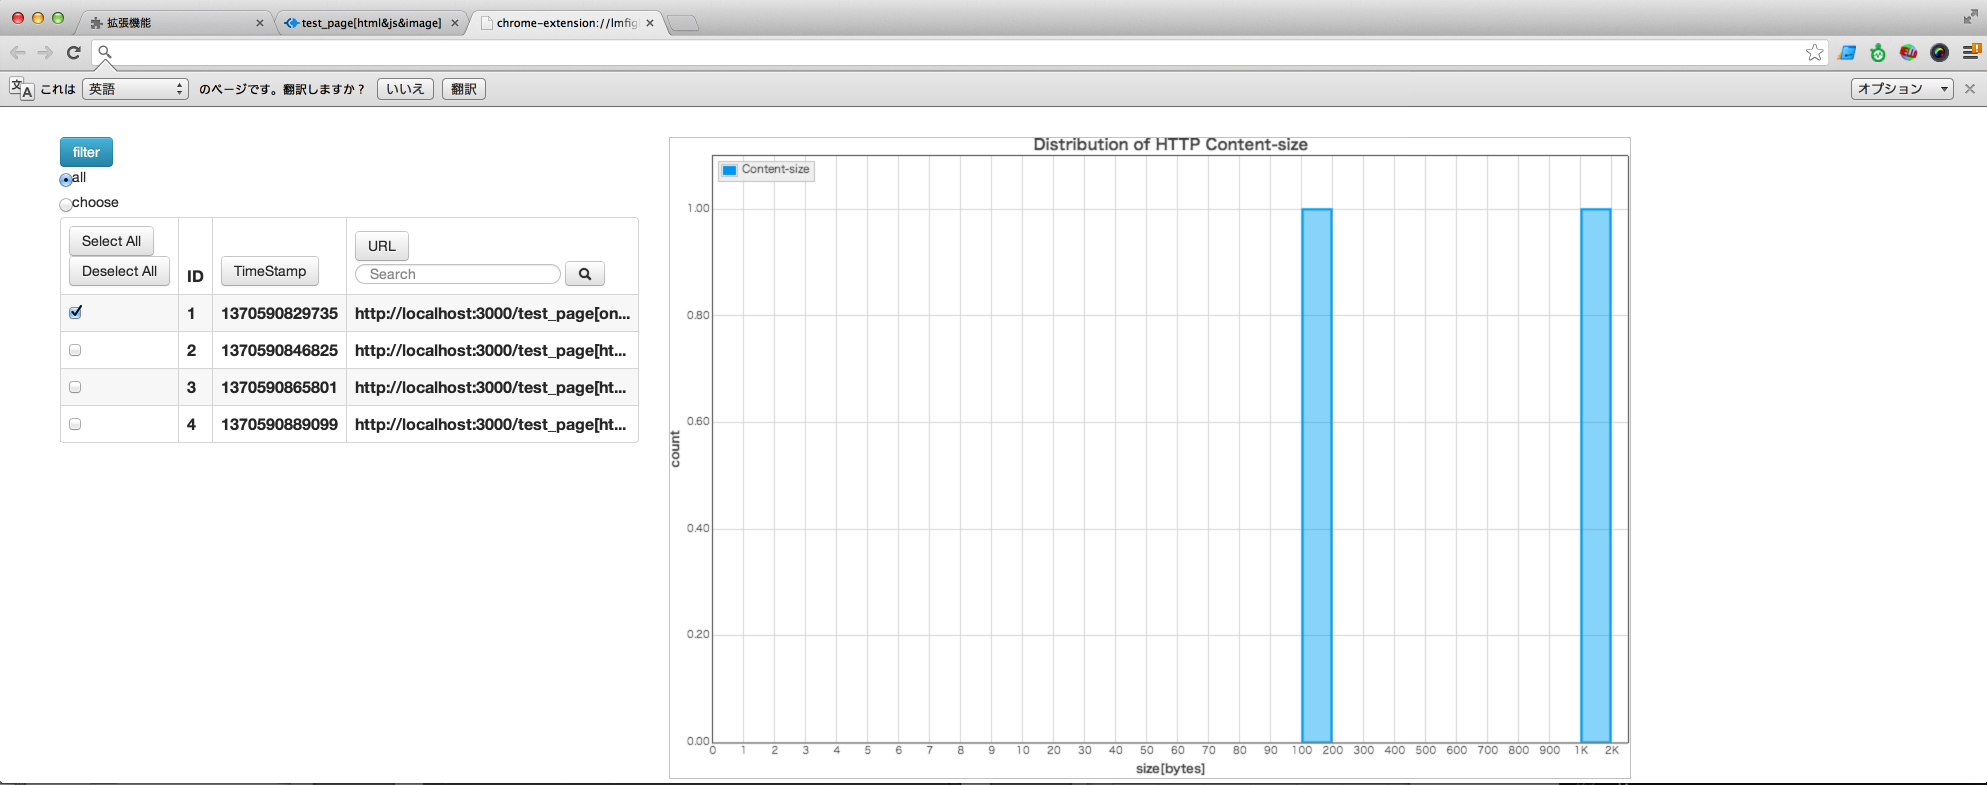 拡張機能
test_page[html&js&image]
chrome-extension://lmfig
これは 英語 のページです。翻訳しますか？ いいえ 翻訳 オプション
filter
all
choose
Select All
Deselect All
ID
TimeStamp
URL
Search
1 1370590829735 http://localhost:3000/test_page[on...
2 1370590846825 http://localhost:3000/test_page[ht...
3 1370590865801 http://localhost:3000/test_page[ht...
4 1370590889099 http://localhost:3000/test_page[ht...
Distribution of HTTP Content-size
Content-size
1.00
0.80
0.60
0.40
0.20
0.00
count
0 1 2 3 4 5 6 7 8 9 10 20 30 40 50 60 70 80 90 100 200 300 400 500 600 700 800 900 1K 2K
size[bytes]